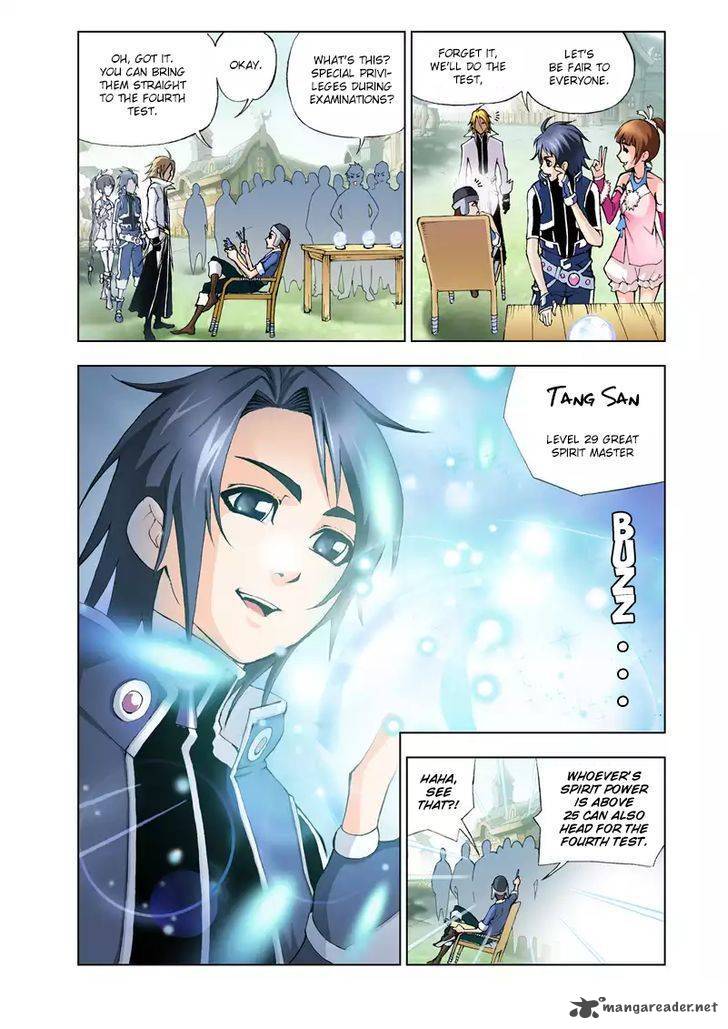 OH, GOT IT.
YOU CAN BRING
THEM STRAIGHT
TO THE FOURTH
TEST.
OKAY.
WHAT'S THIS?
SPECIAL PRIVI-
LEGES DURING
EXAMINATIONS?
FORGET IT,
WE'LL DO THE
TEST,
LET'S
BE FAIR TO
EVERYONE.
TANG SAN
LEVEL 29 GREAT
SPIRIT MASTER
BUZZ...
HAHA,
SEE
THAT?!
WHOEVER'S
SPIRIT POWER
IS ABOVE
25 CAN ALSO
HEAD FOR THE
FOURTH TEST.
mangareader.net